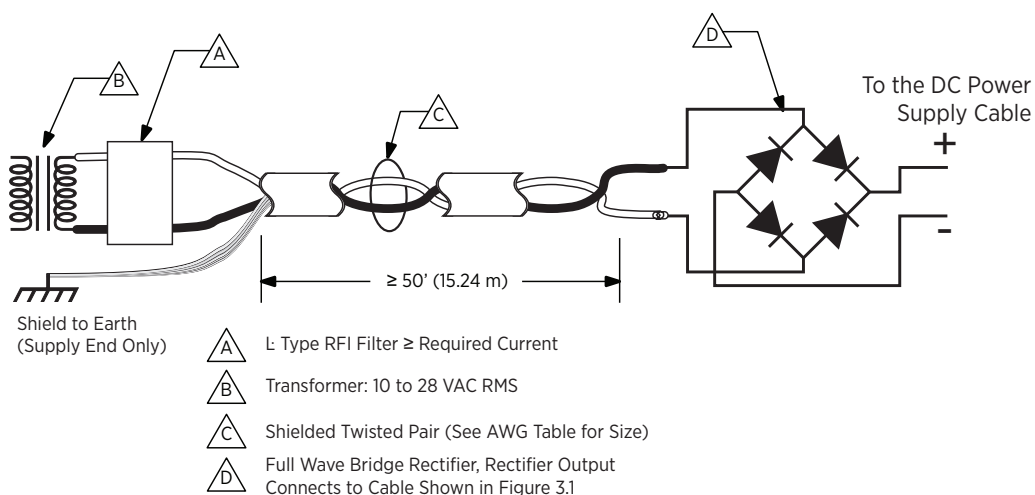 D
A
B
To the DC Power
Supply Cable
C
+
-
≥ 50' (15.24 m)
Shield to Earth
(Supply End Only)
A L: Type RFI Filter ≥ Required Current
B Transformer: 10 to 28 VAC RMS
C Shielded Twisted Pair (See AWG Table for Size)
D Full Wave Bridge Rectifier, Rectifier Output
Connects to Cable Shown in Figure 3.1